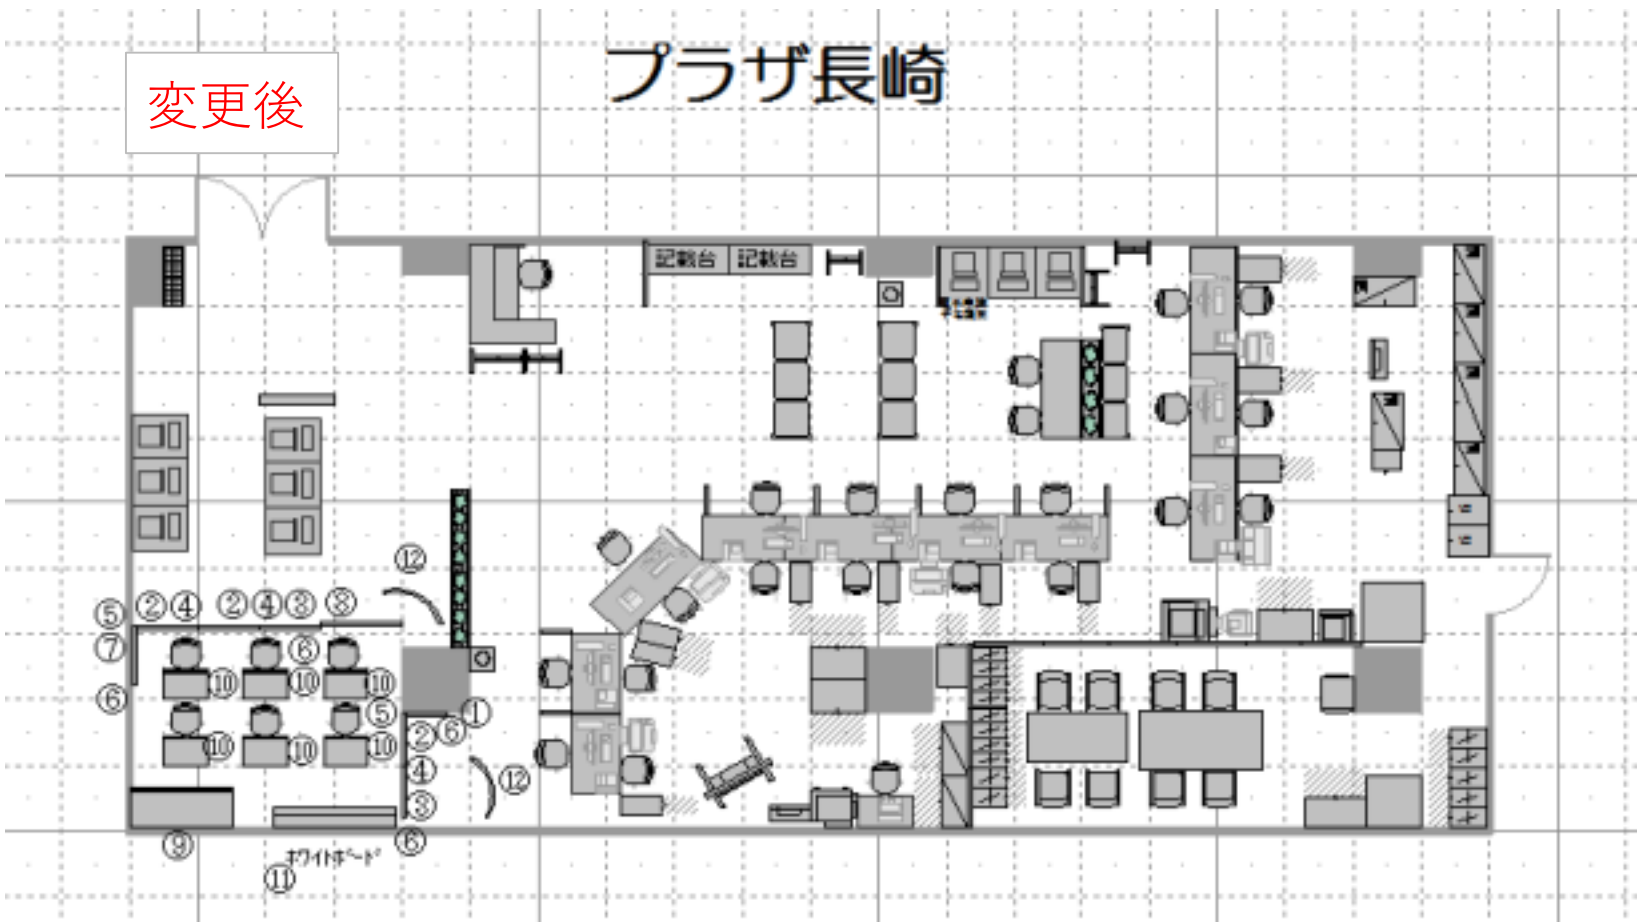 プラザ長崎
変更後
記載台 記載台
⑫
⑤ ② ④ ② ④ ③ ⑧
⑦ ⑥
⑩ ⑩ ⑩
⑥ ⑤ ①
② ⑥
⑩ ⑩ ⑩
④ ⑫
③
⑨ ⑥
ホワイトボード
⑪